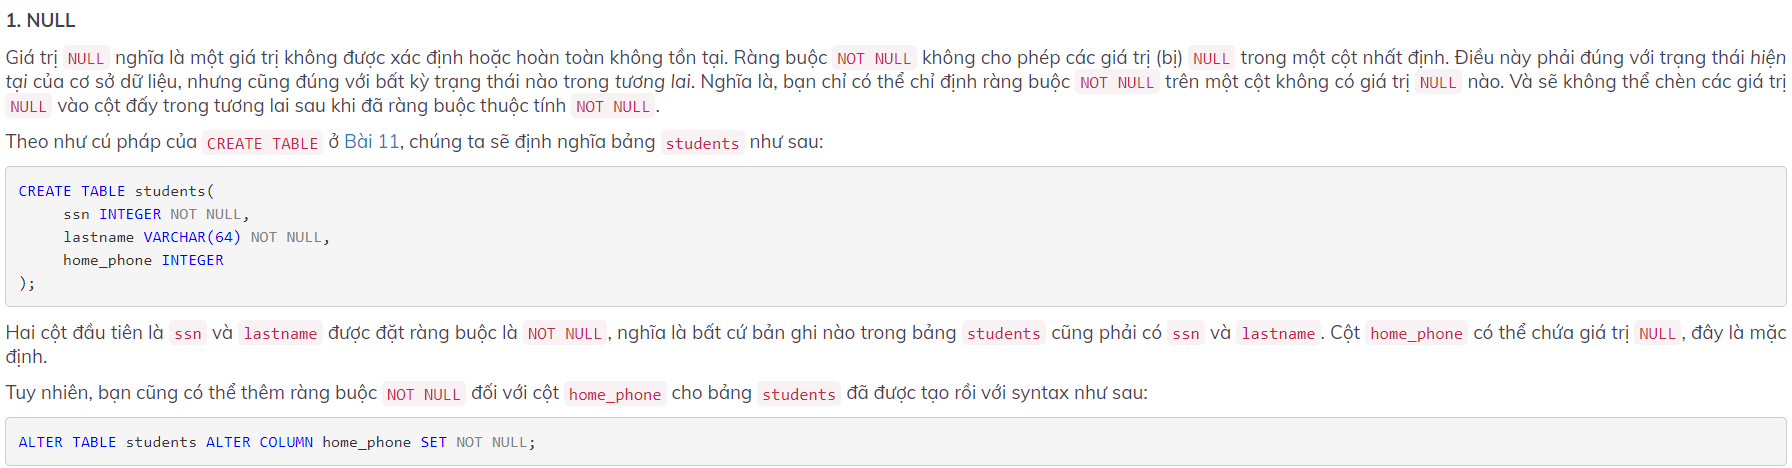 1. NULL
Giá trị NULL nghĩa là một giá trị không được xác định hoặc hoàn toàn không tồn tại. Ràng buộc NOT NULL không cho phép các giá trị (bị) NULL trong một cột nhất định. Điều này phải đúng với trạng thái hiện
tại của cơ sở dữ liệu, nhưng cũng đúng với bất kỳ trạng thái nào trong tương lai. Nghĩa là, bạn chỉ có thể chỉ định ràng buộc NOT NULL trên một cột không có giá trị NULL nào. Và sẽ không thể chèn các giá trị
NULL vào cột đấy trong tương lai sau khi đã ràng buộc thuộc tính NOT NULL.
Theo như cú pháp của CREATE TABLE ở Bài 11, chúng ta sẽ định nghĩa bảng students như sau:
CREATE TABLE students(
ssn INTEGER NOT NULL,
lastname VARCHAR(64) NOT NULL,
home_phone INTEGER
);
Hai cột đầu tiên là ssn và lastname được đặt ràng buộc là NOT NULL, nghĩa là bất cứ bản ghi nào trong bảng students cũng phải có ssn và lastname. Cột home_phone có thể chứa giá trị NULL, đây là mặc
định.
Tuy nhiên, bạn cũng có thể thêm ràng buộc NOT NULL đối với cột home_phone cho bảng students đã được tạo rồi với syntax như sau:
ALTER TABLE students ALTER COLUMN home_phone SET NOT NULL;